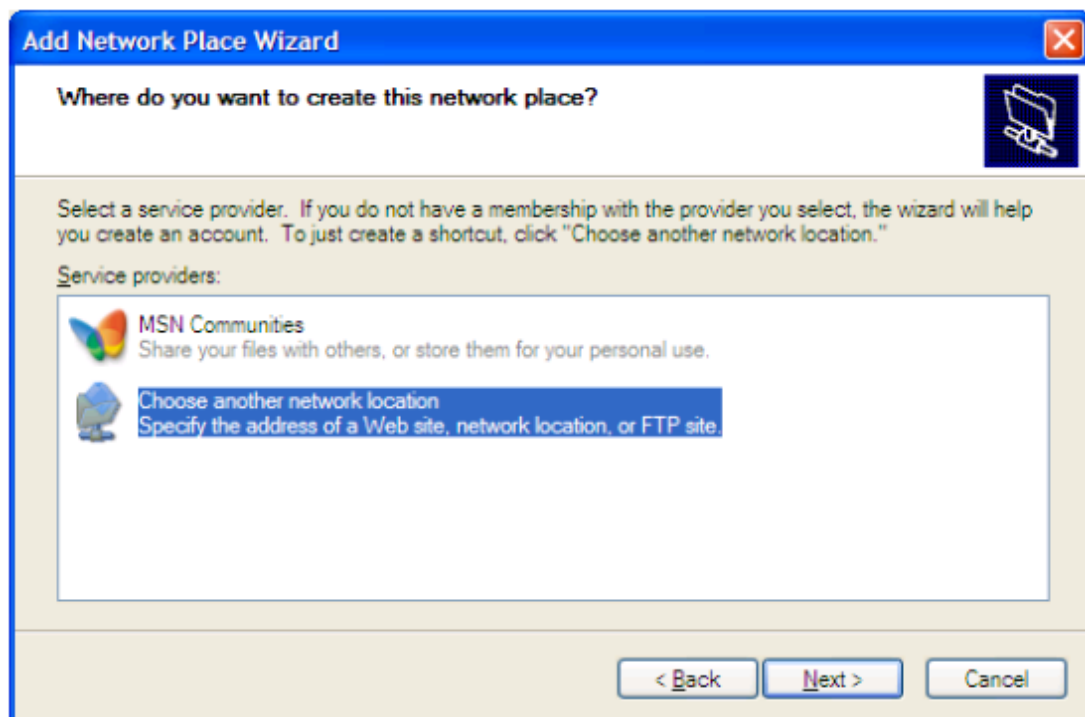 Add Network Place Wizard
Where do you want to create this network place?
Select a service provider. If you do not have a membership with the provider you select, the wizard will help
you create an account. To just create a shortcut, click "Choose another network location."
Service providers:
MSN Communities
Share your files with others, or store them for your personal use.
Choose another network location
Specify the address of a Web site, network location, or FTP site.
< Back
Next >
Cancel